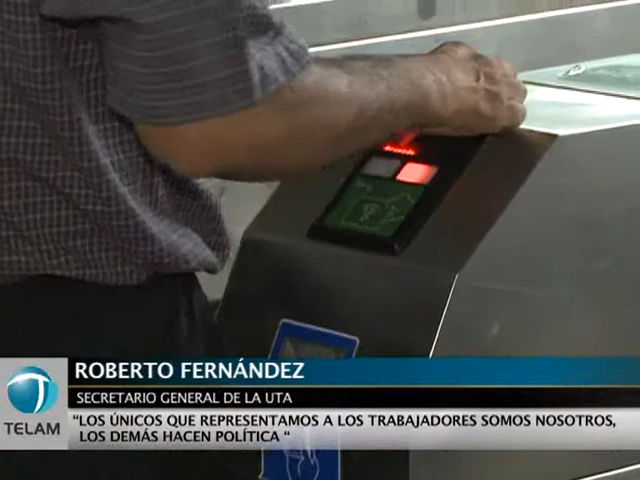 ROBERTO FERNÁNDEZ
SECRETARIO GENERAL DE LA UTA
"LOS ÚNICOS QUE REPRESENTAMOS A LOS TRABAJADORES SOMOS NOSOTROS,
LOS DEMÁS HACEN POLÍTICA "
TELAM